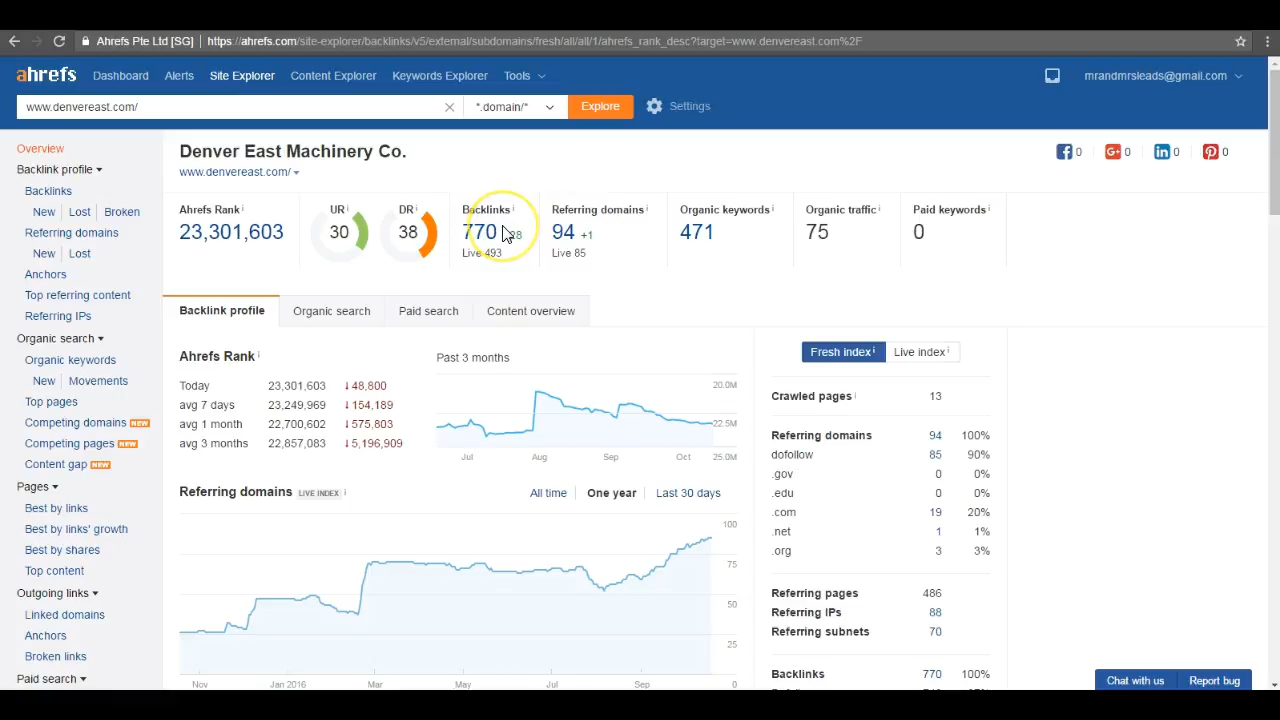 Ahrefs Pte Ltd [SG] https://ahrefs.com/site-explorer/backlinks/v5/external/subdomains/fresh/all/all/1/ahrefs_rank_desc?target=www.denvereast.com%2F
ahrefs Dashboard Alerts Site Explorer Content Explorer Keywords Explorer Tools mrandmrsleads@gmail.com
www.denvereast.com/ *.domain/* Explore Settings
Overview
Backlink profile
Backlinks
New Lost Broken
Referring domains
New Lost
Anchors
Top referring content
Referring IPs
Organic search
Organic keywords
New Movements
Top pages
Competing domains NEW
Competing pages NEW
Content gap NEW
Pages
Best by links
Best by links' growth
Best by shares
Top content
Outgoing links
Linked domains
Anchors
Broken links
Paid search
Denver East Machinery Co.
www.denvereast.com/
0 0 0 0
Ahrefs Rank UR DR Backlinks Referring domains Organic keywords Organic traffic Paid keywords
23,301,603 30 38 770 94 +1 471 75 0
Live 493 Live 85
Backlink profile Organic search Paid search Content overview
Ahrefs Rank Past 3 months
Today 23,301,603 ↓48,800
avg 7 days 23,249,969 ↓154,189
avg 1 month 22,700,602 ↓575,803
avg 3 months 22,857,083 ↓5,196,909
20.0M
22.5M
25.0M
Jul Aug Sep Oct
Referring domains LIVE INDEX All time One year Last 30 days
100
75
50
25
0
Nov Jan 2016 Mar May Jul Sep
Fresh index Live index
Crawled pages 13
Referring domains 94 100%
dofollow 85 90%
.gov 0 0%
.edu 0 0%
.com 19 20%
.net 1 1%
.org 3 3%
Referring pages 486
Referring IPs 88
Referring subnets 70
Backlinks 770 100%
Chat with us Report bug